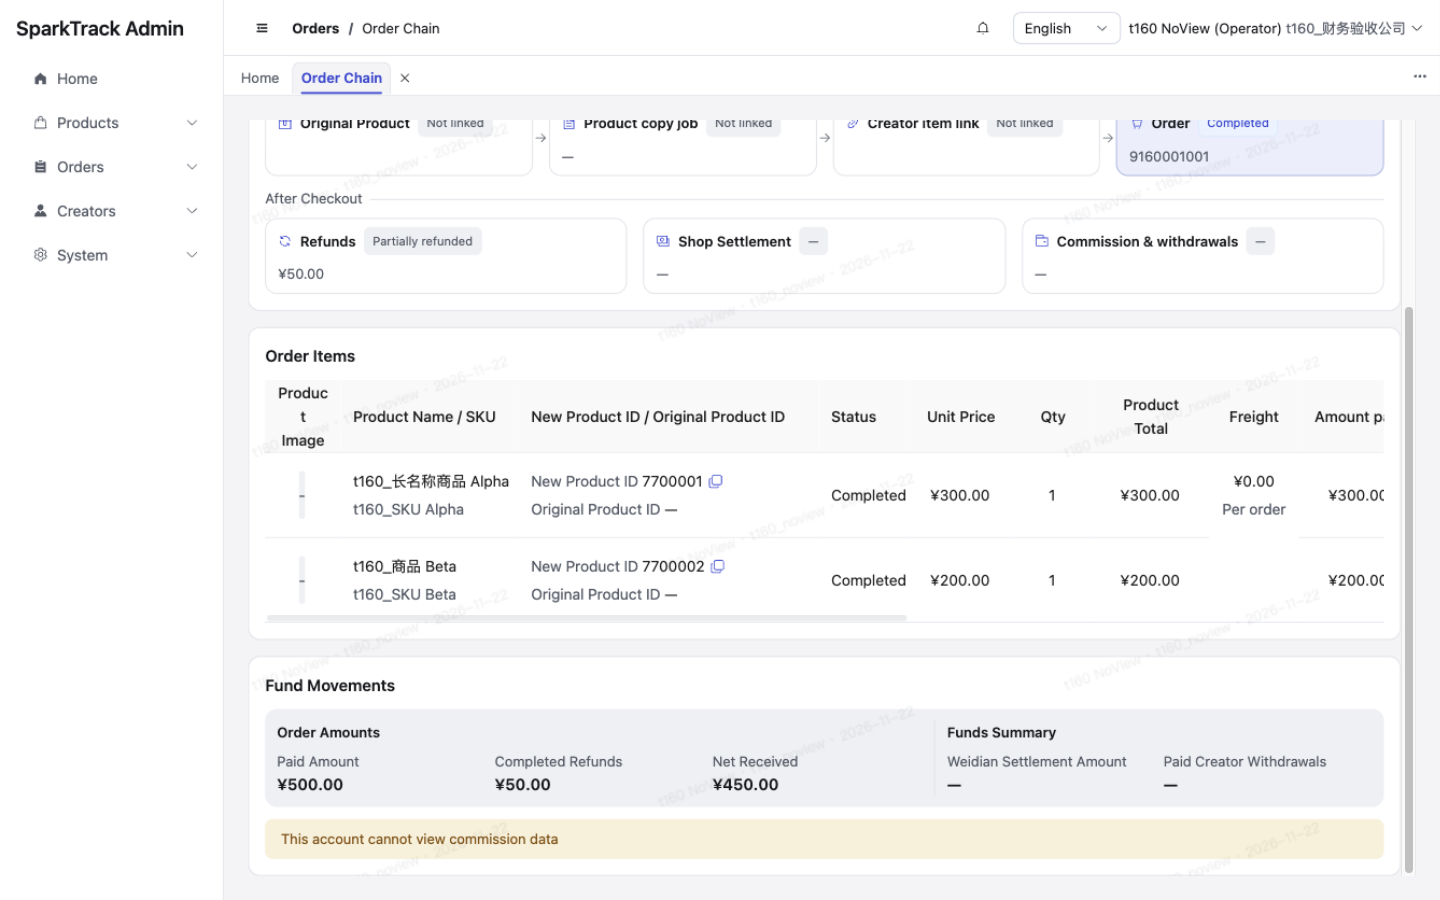 SparkTrack Admin
Orders / Order Chain
English
t160 NoView (Operator) t160_财务验收公司
Home
Products
Orders
Creators
System
Home
Order Chain
Original Product
Not linked
Product copy job
Not linked
—
Creator item link
Not linked
Order
Completed
9160001001
After Checkout
Refunds
Partially refunded
¥50.00
Shop Settlement
—
—
Commission & withdrawals
—
—
Order Items
Produc
t
Image
Product Name / SKU
New Product ID / Original Product ID
Status
Unit Price
Qty
Product
Total
Freight
Amount pa
-
t160_长名称商品 Alpha
t160_SKU Alpha
New Product ID 7700001
Original Product ID —
Completed
¥300.00
1
¥300.00
¥0.00
Per order
¥300.00
-
t160_商品 Beta
t160_SKU Beta
New Product ID 7700002
Original Product ID —
Completed
¥200.00
1
¥200.00
¥200.00
Fund Movements
Order Amounts
Paid Amount
¥500.00
Completed Refunds
¥50.00
Net Received
¥450.00
Funds Summary
Weidian Settlement Amount
—
Paid Creator Withdrawals
—
This account cannot view commission data
t160 NoView · t160_noview · 2026-11-22